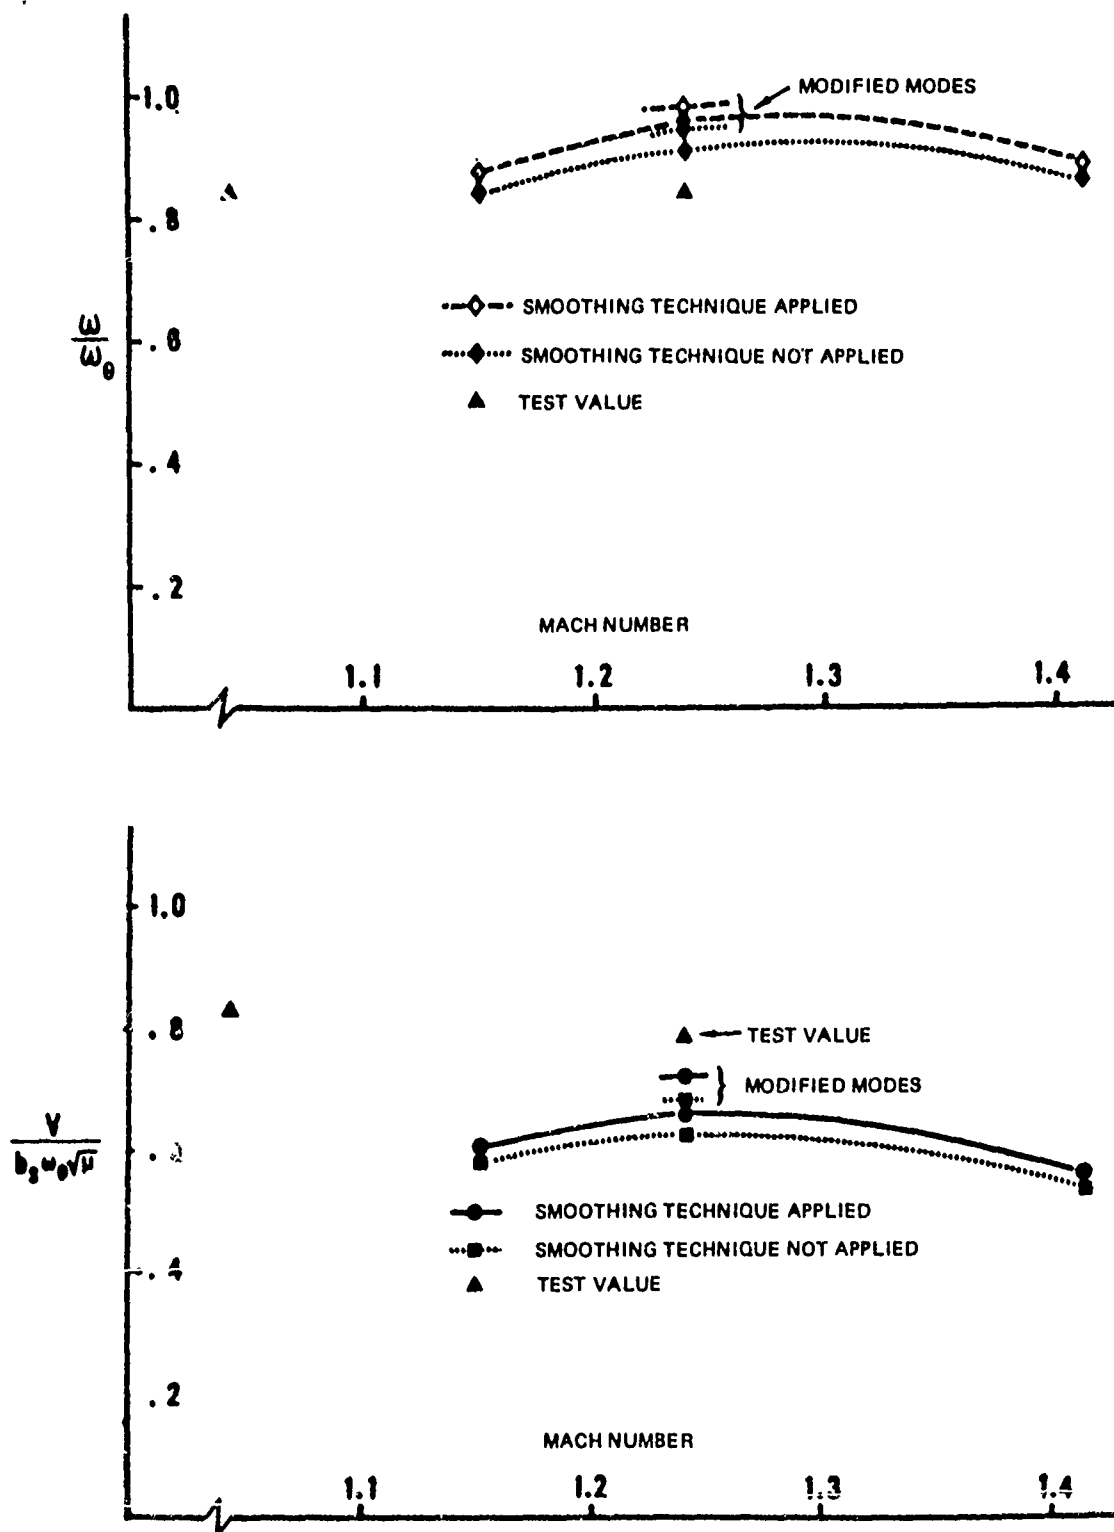 1.0
MODIFIED MODES
.8
SMOOTHING TECHNIQUE APPLIED
ω/ω_θ
.6
SMOOTHING TECHNIQUE NOT APPLIED
TEST VALUE
.4
.2
MACH NUMBER
1.1 1.2 1.3 1.4
1.0
.8
TEST VALUE
MODIFIED MODES
SMOOTHING TECHNIQUE APPLIED
SMOOTHING TECHNIQUE NOT APPLIED
.4
TEST VALUE
.2
MACH NUMBER
1.1 1.2 1.3 1.4